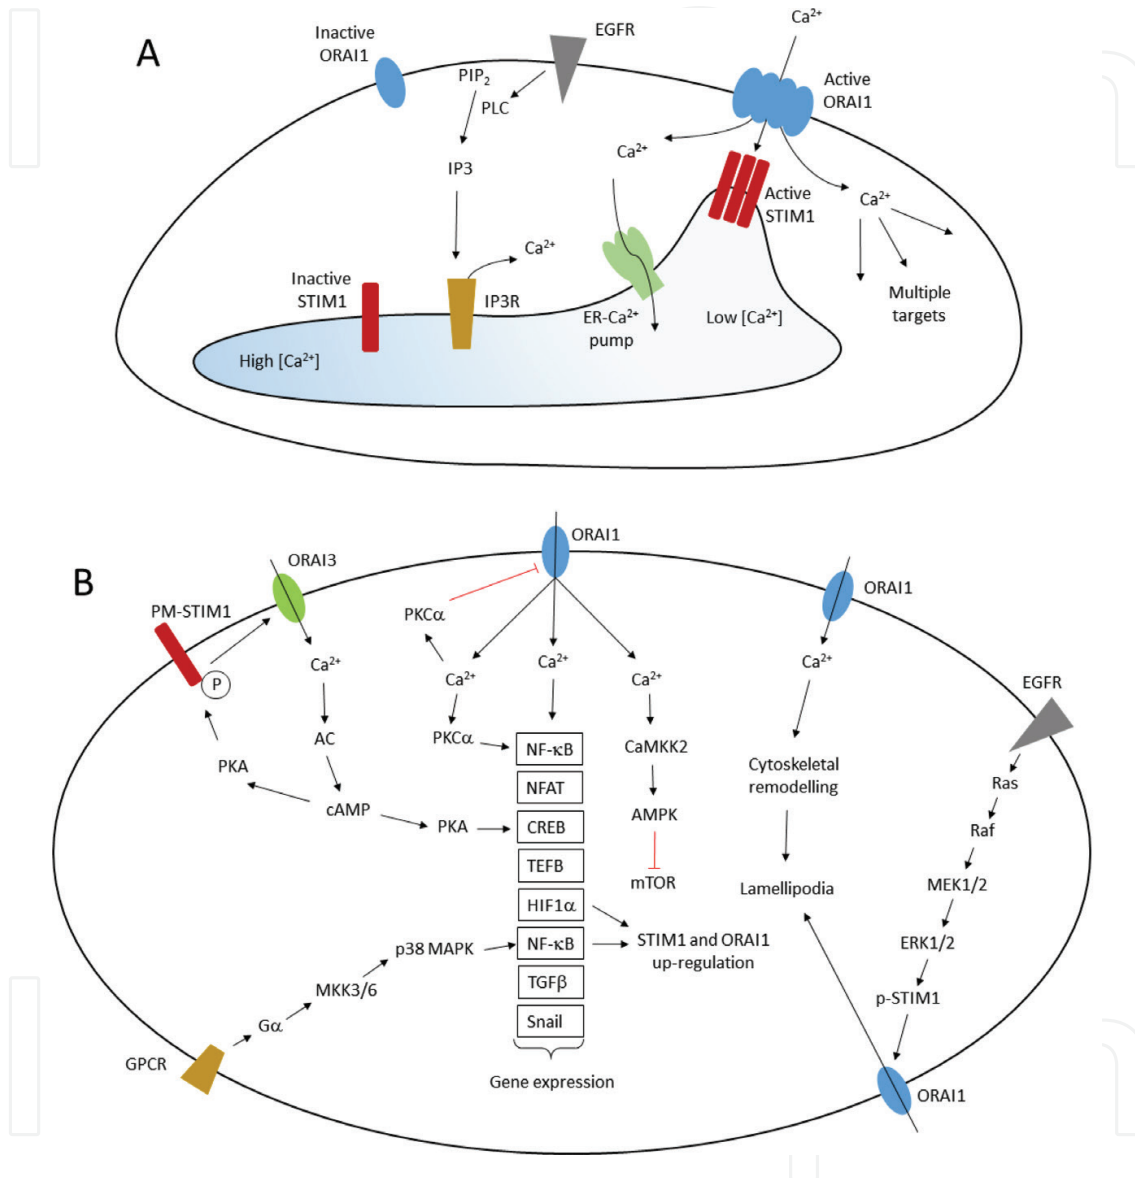 A
Inactive
ORAI1
EGFR
Ca²⁺
PIP₂
PLC
Active
ORAI1
Ca²⁺
IP3
Active
STIM1
Ca²⁺
Ca²⁺
Inactive
STIM1
IP3R
ER-Ca²⁺
pump
Low [Ca²⁺]
Multiple
targets
High [Ca²⁺]
B
ORAI1
ORAI3
ORAI1
PM-STIM1
PKCα
P
Ca²⁺
Ca²⁺
Ca²⁺
Ca²⁺
Ca²⁺
EGFR
AC
PKCα
NF-κB
CaMKK2
PKA
Cytoskeletal
remodelling
Ras
NFAT
cAMP
PKA
CREB
AMPK
Raf
TEFB
mTOR
Lamellipodia
MEK1/2
HIF1α
p38 MAPK
NF-κB
STIM1 and ORAI1
up-regulation
ERK1/2
MKK3/6
TGFβ
p-STIM1
Gα
Snail
GPCR
Gene expression
ORAI1